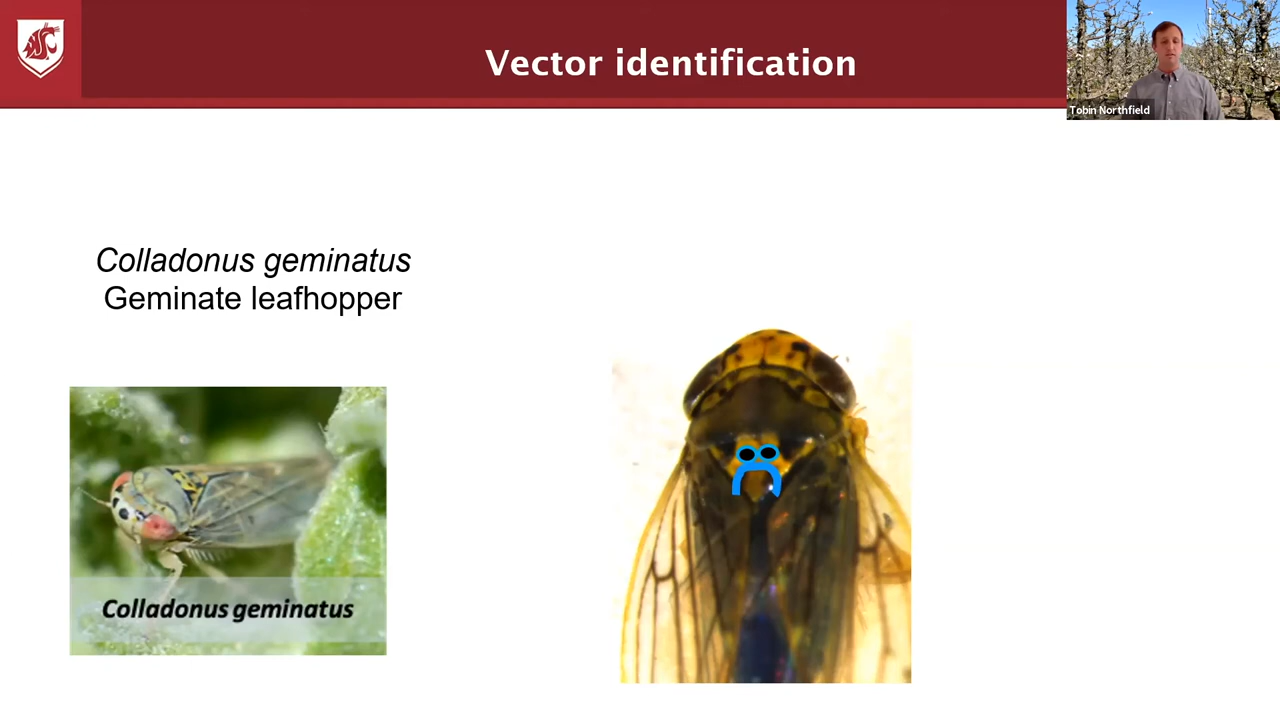 Vector identification
Tobin Northfield
Colladonus geminatus
Geminate leafhopper
Colladonus geminatus